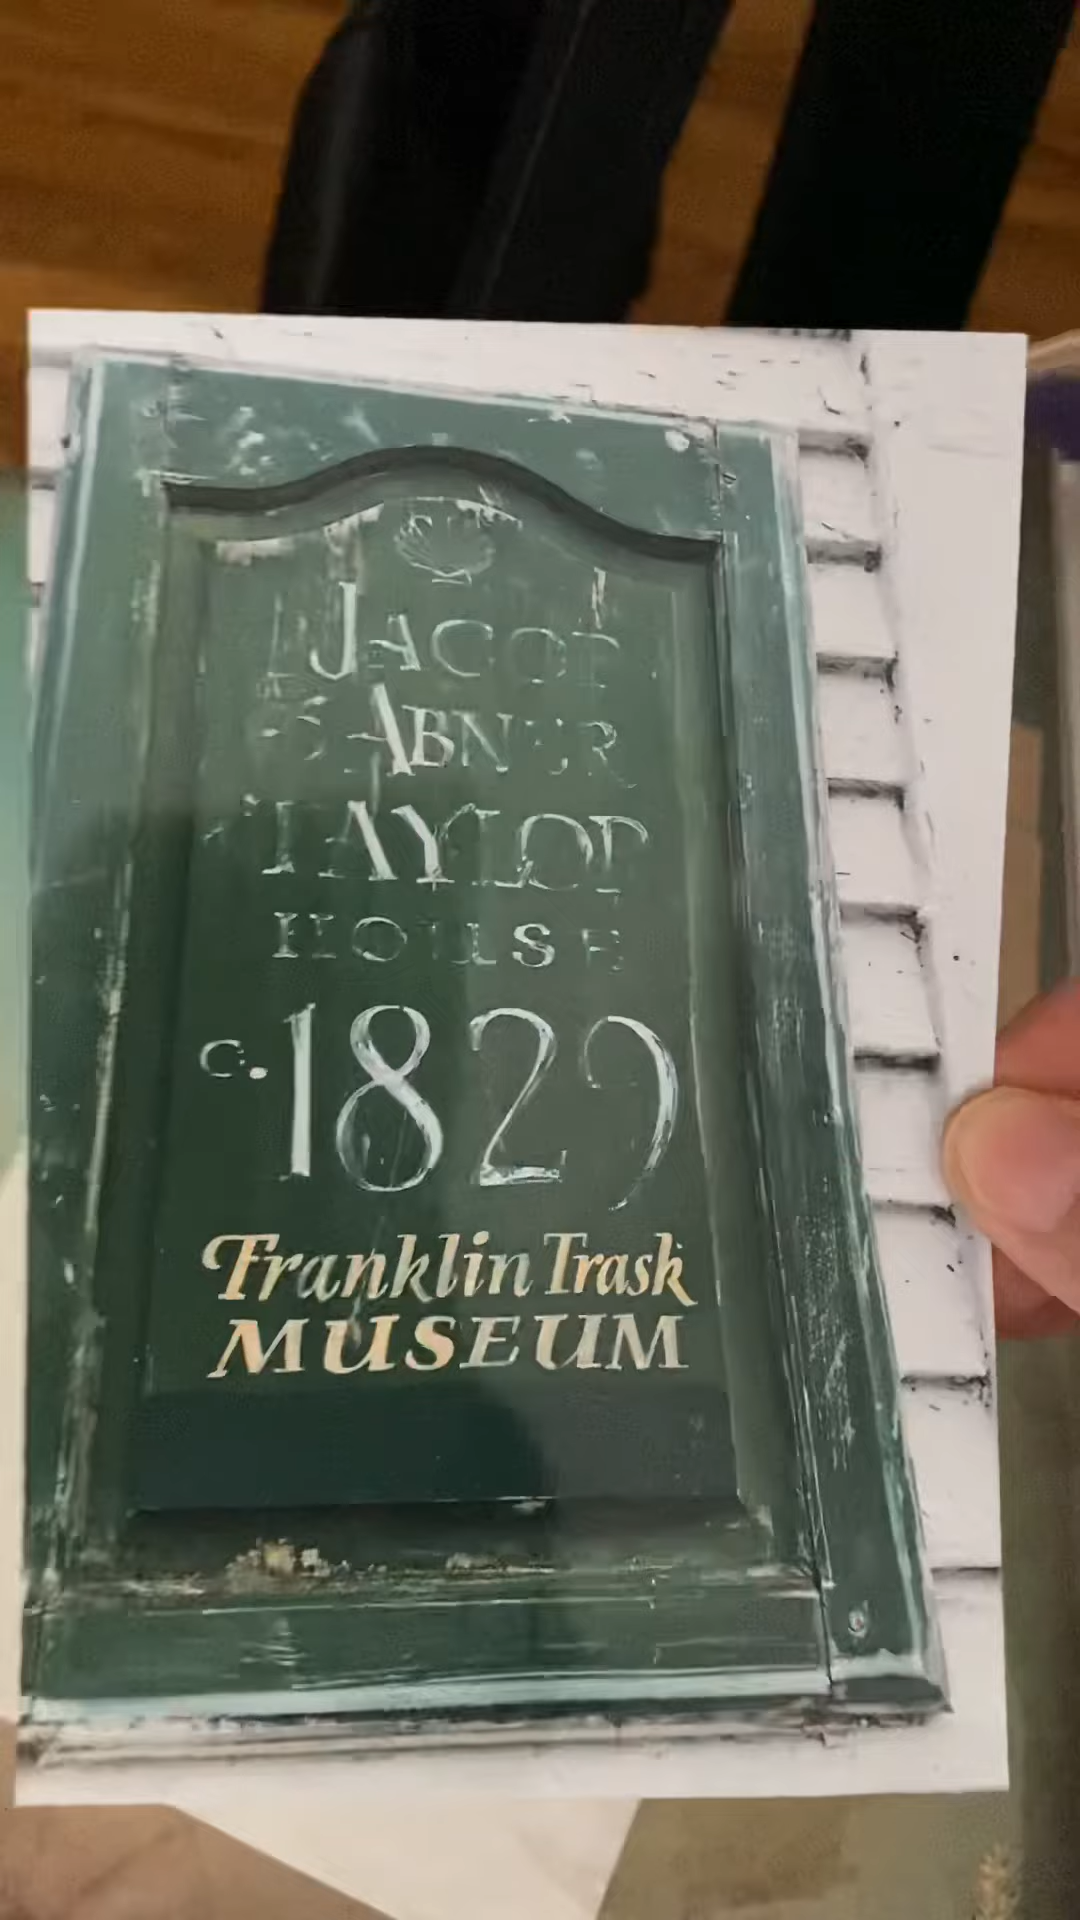 JACOB
& ABNER
TAYLOR
HOUSE
c. 1829
Franklin Trask
MUSEUM